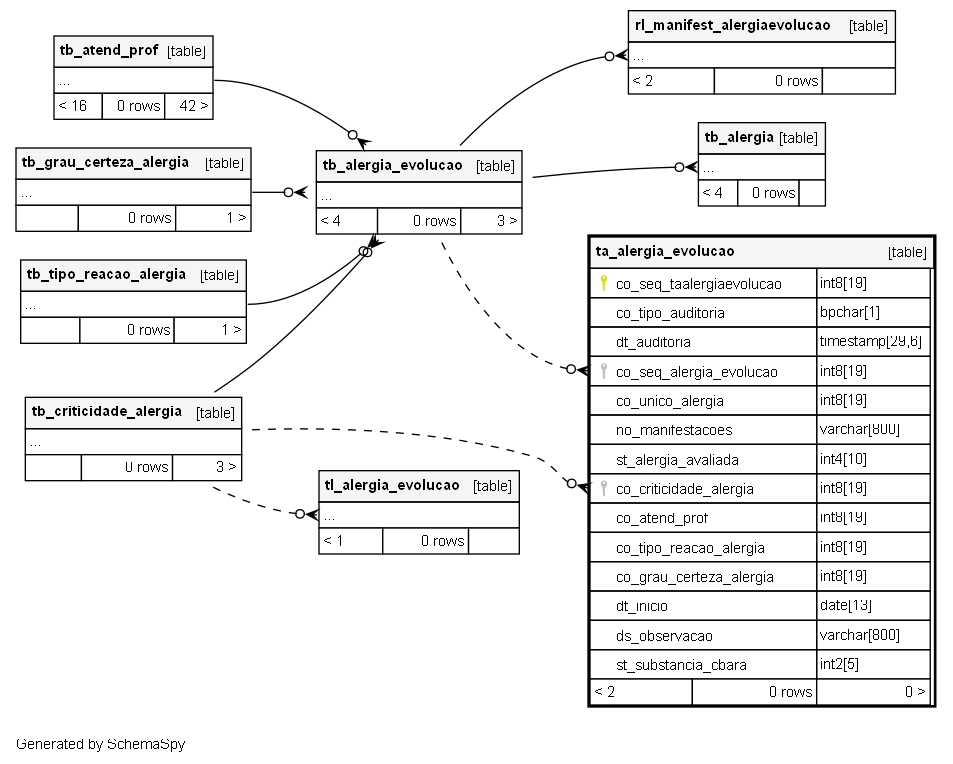 tb_atend_prof [table]
...
< 16 0 rows 42 >
rl_manifest_alergiaevolucao [table]
...
< 2 0 rows
tb_alergia [table]
...
< 4 0 rows
tb_grau_certeza_alergia [table]
...
0 rows 1 >
tb_alergia_evolucao [table]
...
< 4 0 rows 3 >
tb_tipo_reacao_alergia [table]
...
0 rows 1 >
tb_criticidade_alergia [table]
...
0 rows 3 >
tl_alergia_evolucao [table]
...
< 1 0 rows
ta_alergia_evolucao [table]
co_seq_taalergiaevolucao int8[19]
co_tipo_auditoria bpchar[1]
dt_auditoria timestamp[29,6]
co_seq_alergia_evolucao int8[19]
co_unico_alergia int8[19]
no_manifestacoes varchar[800]
st_alergia_avaliada int4[10]
co_criticidade_alergia int8[19]
co_atend_prof int8[19]
co_tipo_reacao_alergia int8[19]
co_grau_certeza_alergia int8[19]
dt_inicio date[13]
ds_observacao varchar[800]
st_substancia_cbara int2[5]
< 2 0 rows 0 >
Generated by SchemaSpy